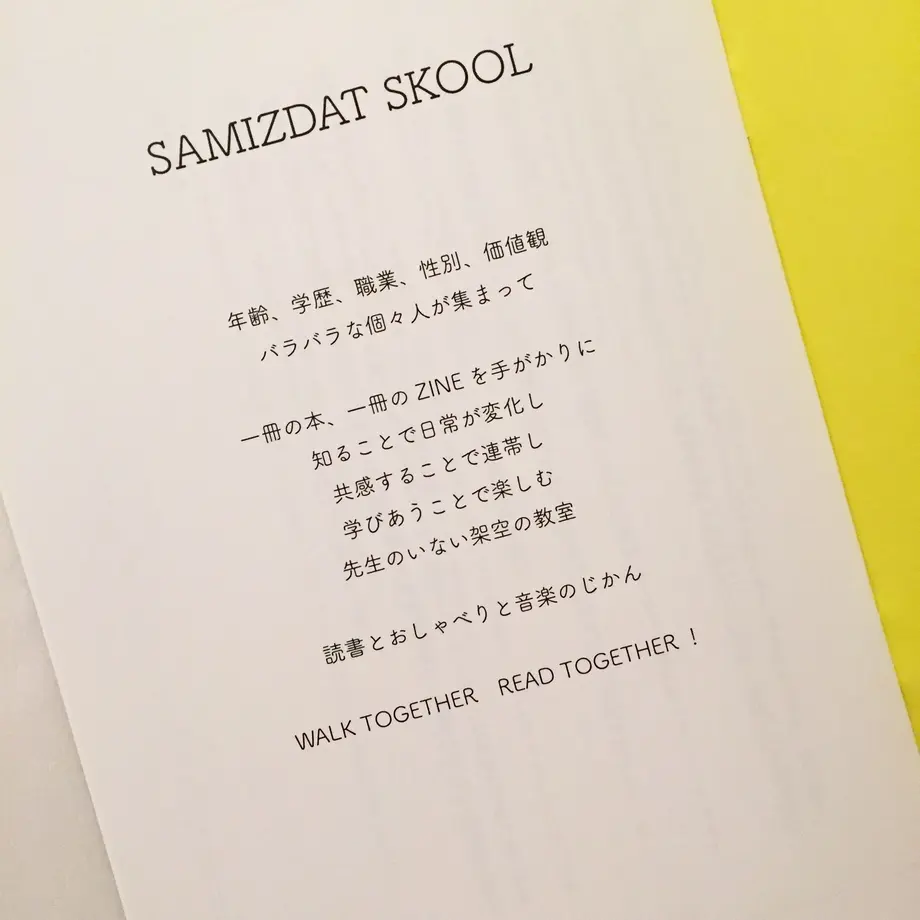 SAMIZDAT SKOOL
年齢、学歴、職業、性別、価値観
バラバラな個々人が集まって
一冊の本、一冊の ZINE を手がかりに
知ることで日常が変化し
共感することで連帯し
学びあうことで楽しむ
先生のいない架空の教室
読書とおしゃべりと音楽のじかん
WALK TOGETHER　READ TOGETHER！